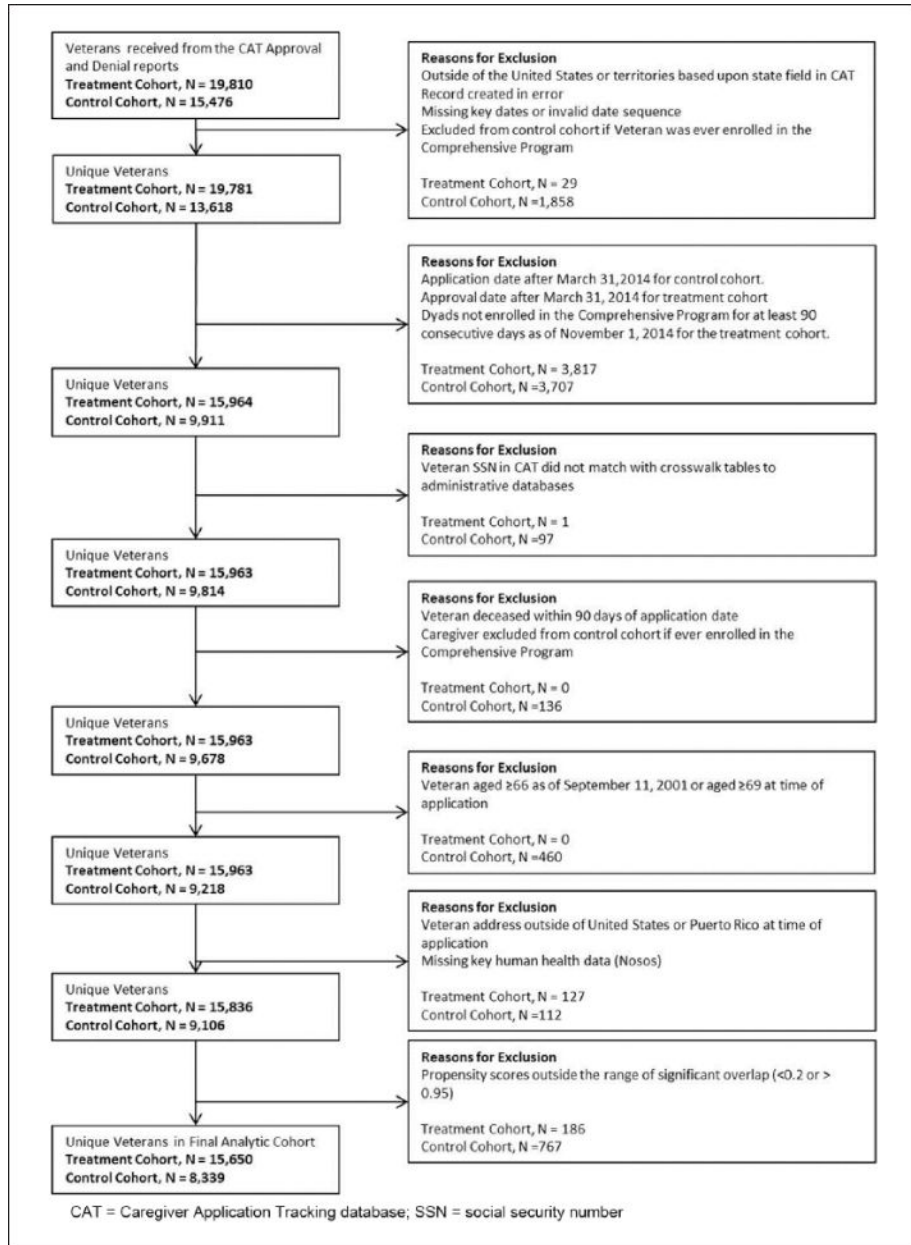 Veterans received from the CAT Approval
and Denial reports
Treatment Cohort, N = 19,810
Control Cohort, N = 15,476
Reasons for Exclusion
Outside of the United States or territories based upon state field in CAT
Record created in error
Missing key dates or invalid date sequence
Excluded from control cohort if Veteran was ever enrolled in the
Comprehensive Program
Treatment Cohort, N = 29
Control Cohort, N =1,858
Unique Veterans
Treatment Cohort, N = 19,781
Control Cohort, N = 13,618
Reasons for Exclusion
Application date after March 31,2014 for control cohort.
Approval date after March 31, 2014 for treatment cohort
Dyads not enrolled in the Comprehensive Program for at least 90
consecutive days as of November 1, 2014 for the treatment cohort.
Treatment Cohort, N = 3,817
Control Cohort, N =3,707
Unique Veterans
Treatment Cohort, N = 15,964
Control Cohort, N = 9,911
Reasons for Exclusion
Veteran SSN in CAT did not match with crosswalk tables to
administrative databases
Treatment Cohort, N = 1
Control Cohort, N =97
Unique Veterans
Treatment Cohort, N = 15,963
Control Cohort, N = 9,814
Reasons for Exclusion
Veteran deceased within 90 days of application date
Caregiver excluded from control cohort if ever enrolled in the
Comprehensive Program
Treatment Cohort, N = 0
Control Cohort, N =136
Unique Veterans
Treatment Cohort, N = 15,963
Control Cohort, N = 9,678
Reasons for Exclusion
Veteran aged ≥66 as of September 11, 2001 or aged ≥69 at time of
application
Treatment Cohort, N = 0
Control Cohort, N =460
Unique Veterans
Treatment Cohort, N = 15,963
Control Cohort, N = 9,218
Reasons for Exclusion
Veteran address outside of United States or Puerto Rico at time of
application
Missing key human health data (Nosos)
Treatment Cohort, N = 127
Control Cohort, N =112
Unique Veterans
Treatment Cohort, N = 15,836
Control Cohort, N = 9,106
Reasons for Exclusion
Propensity scores outside the range of significant overlap (<0.2 or >
0.95)
Treatment Cohort, N = 186
Control Cohort, N =767
Unique Veterans in Final Analytic Cohort
Treatment Cohort, N = 15,650
Control Cohort, N = 8,339
CAT = Caregiver Application Tracking database; SSN = social security number